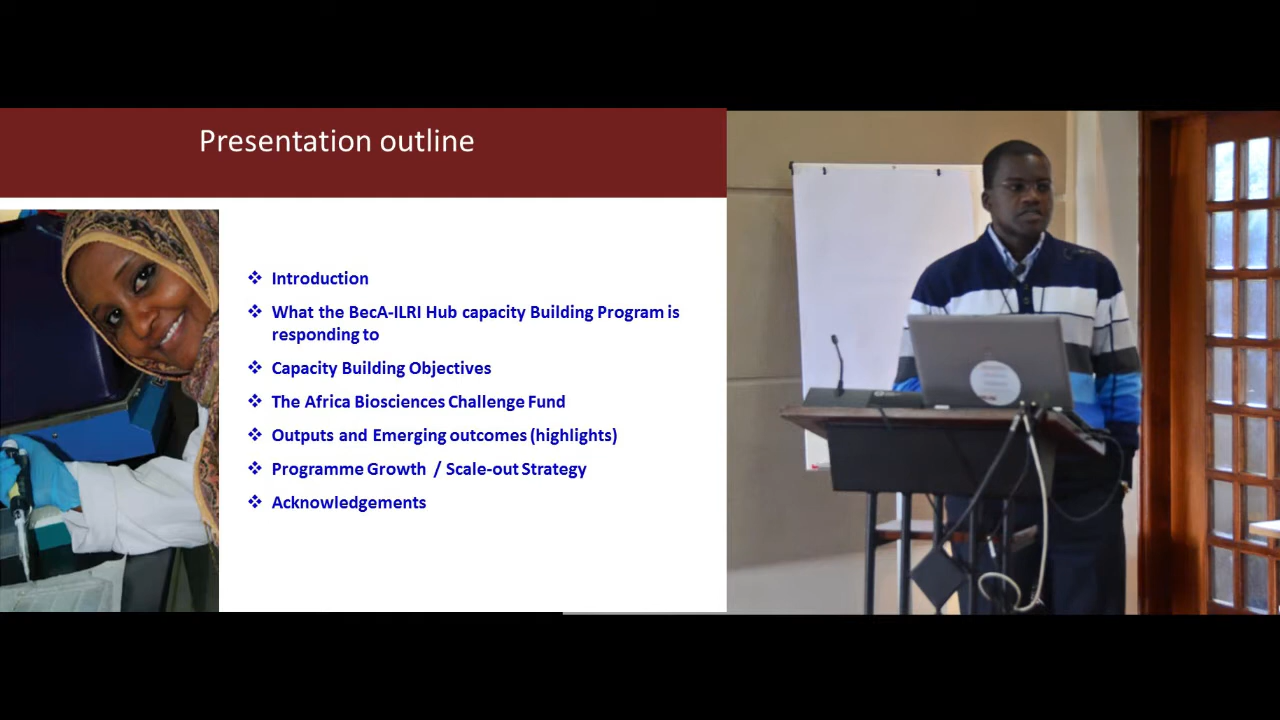 Presentation outline
❖ Introduction
❖ What the BecA-ILRI Hub capacity Building Program is
responding to
❖ Capacity Building Objectives
❖ The Africa Biosciences Challenge Fund
❖ Outputs and Emerging outcomes (highlights)
❖ Programme Growth / Scale-out Strategy
❖ Acknowledgements